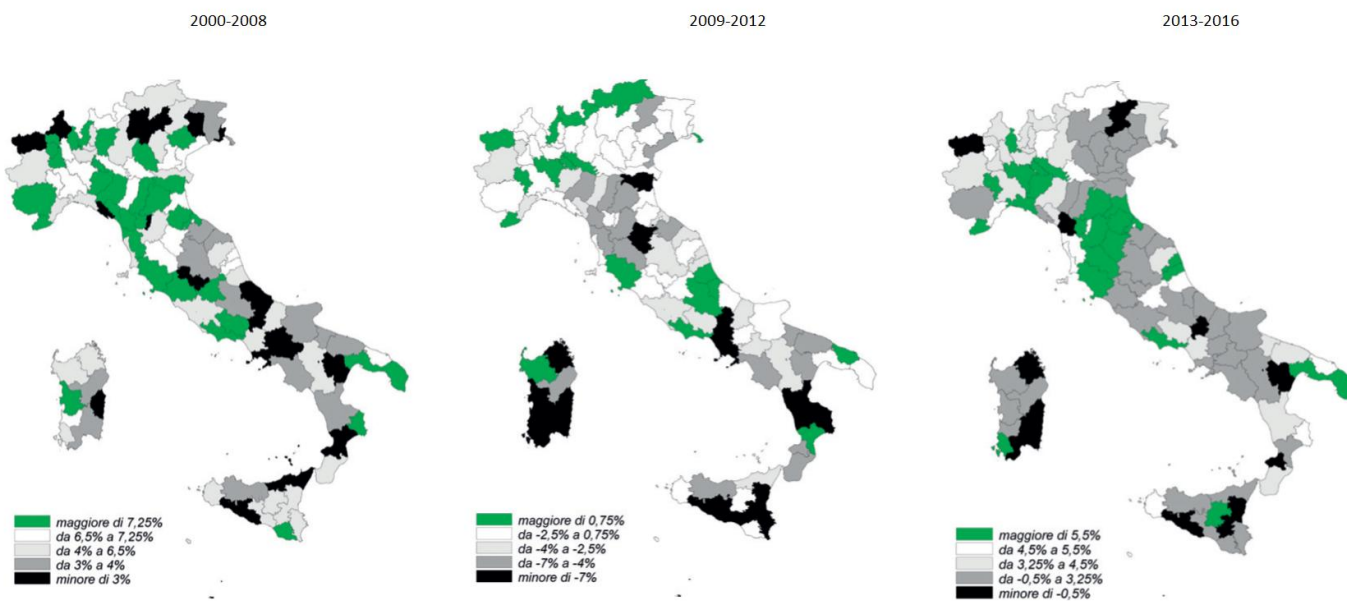 2000-2008
2009-2012
2013-2016
maggiore di 7,25%
da 6,5% a 7,25%
da 4% a 6,5%
da 3% a 4%
minore di 3%
maggiore di 0,75%
da -2,5% a 0,75%
da -4% a -2,5%
da -7% a -4%
minore di -7%
maggiore di 5,5%
da 4,5% a 5,5%
da 3,25% a 4,5%
da -0,5% a 3,25%
minore di -0,5%